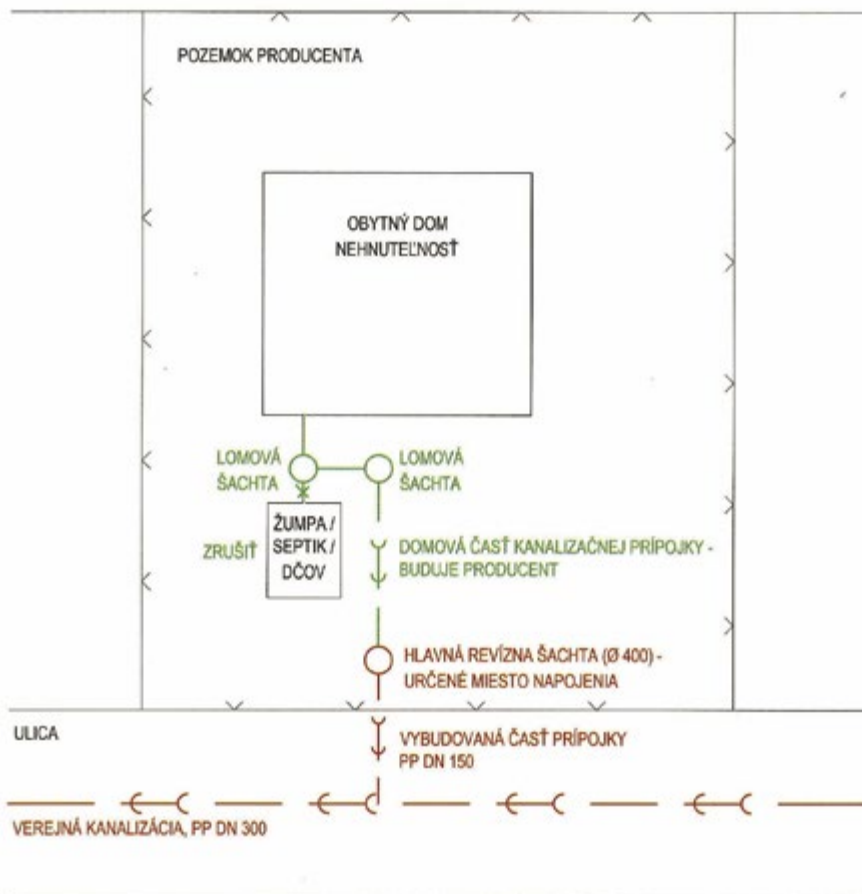 POZEMOK PRODUCENTA
OBYTNÝ DOM
NEHNUTEĽNOSŤ
LOMOVÁ
ŠACHTA
LOMOVÁ
ŠACHTA
ZRUŠIŤ
ŽUMPA /
SEPTIK /
DČOV
DOMOVÁ ČASŤ KANALIZAČNEJ PRÍPOJKY -
BUDUJE PRODUCENT
HLAVNÁ REVÍZNA ŠACHTA (Ø 400) -
URČENÉ MIESTO NAPOJENIA
ULICA
VYBUDOVANÁ ČASŤ PRÍPOJKY
PP DN 150
VEREJNÁ KANALIZÁCIA, PP DN 300